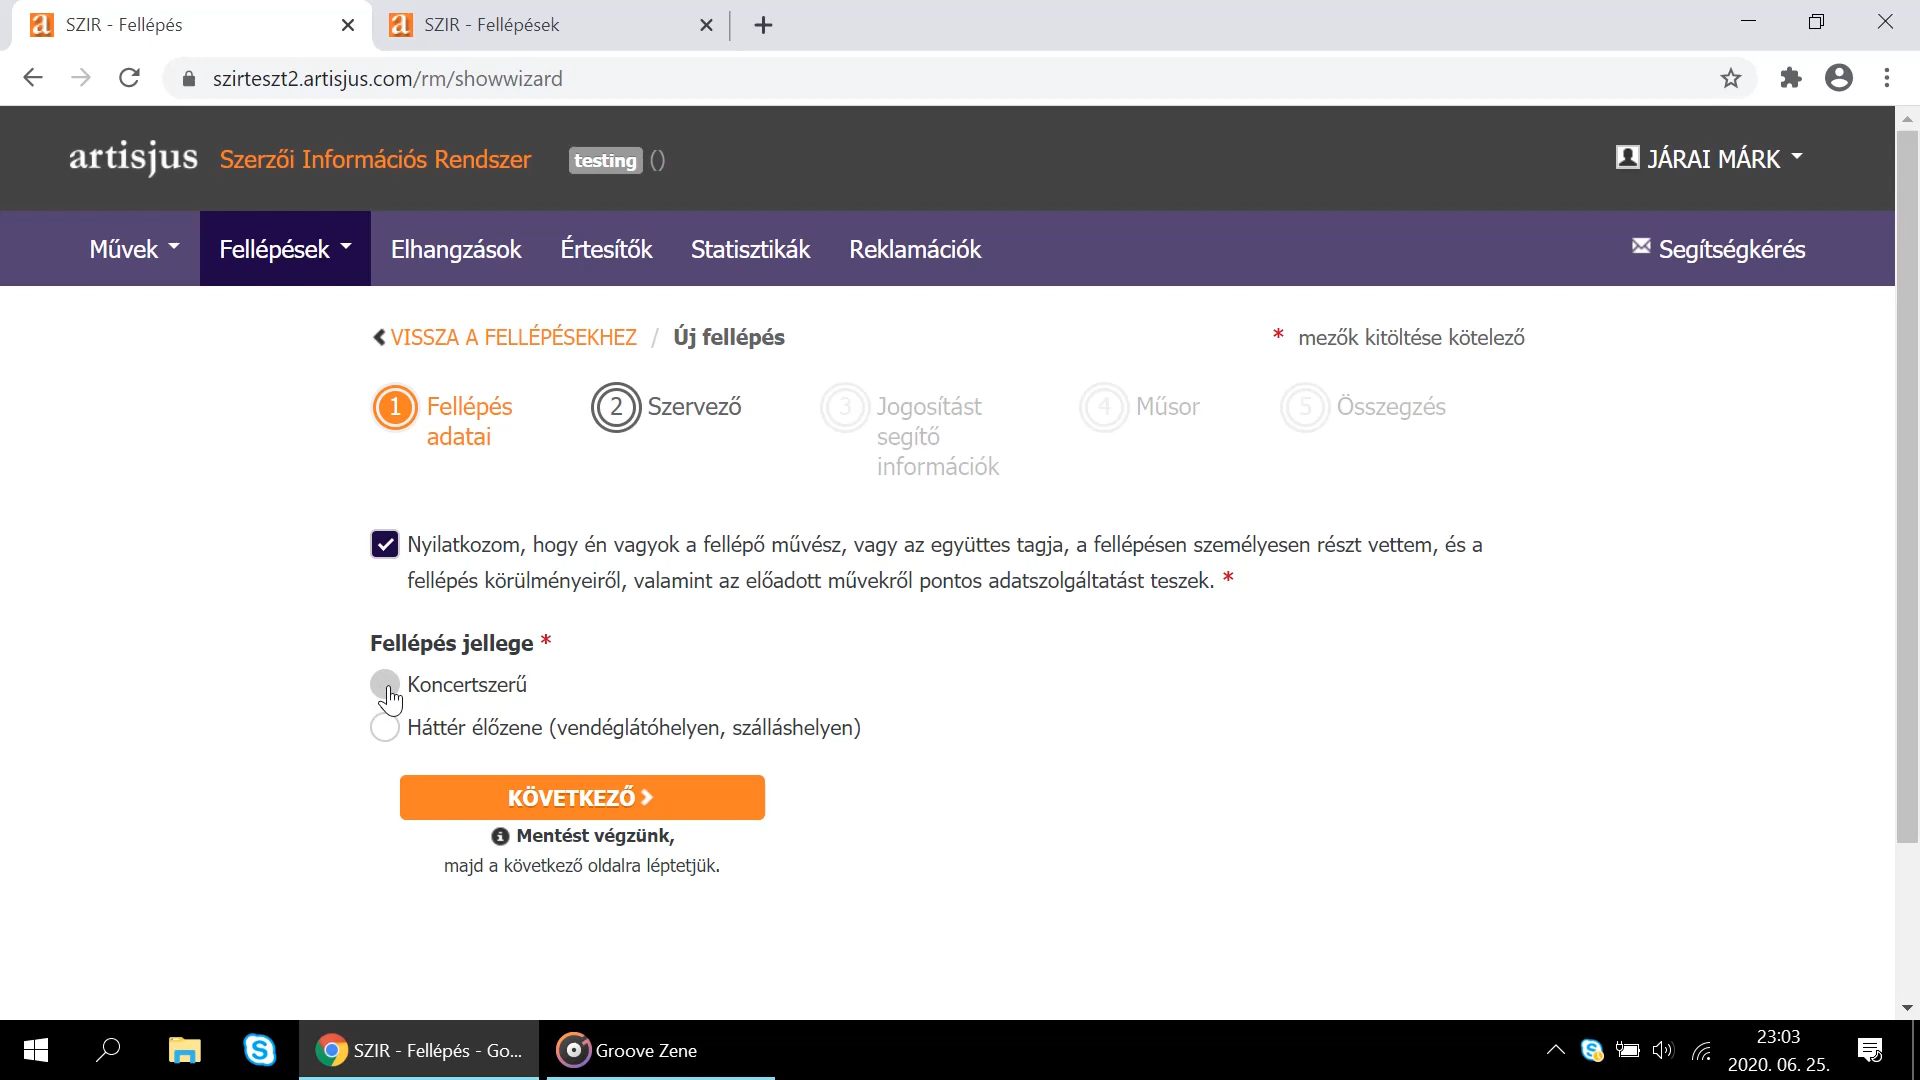 SZIR - Fellépés
SZIR - Fellépések
szirteszt2.artisjus.com/rm/showwizard
artisjus Szerzői Információs Rendszer testing ()
JÁRAI MÁRK
Művek Fellépések Elhangzások Értesítők Statisztikák Reklamációk Segítségkérés
VISSZA A FELLÉPÉSEKHEZ / Új fellépés
* mezők kitöltése kötelező
1 Fellépés
adatai
2 Szervező
3 Jogosítást
segítő
információk
4 Műsor
5 Összegzés
Nyilatkozom, hogy én vagyok a fellépő művész, vagy az együttes tagja, a fellépésen személyesen részt vettem, és a
fellépés körülményeiről, valamint az előadott művekről pontos adatszolgáltatást teszek. *
Fellépés jellege *
Koncertszerű
Háttér élőzene (vendéglátóhelyen, szálláshelyen)
KÖVETKEZŐ
Mentést végzünk,
majd a következő oldalra léptetjük.
SZIR - Fellépés - Go...
Groove Zene
23:03
2020. 06. 25.